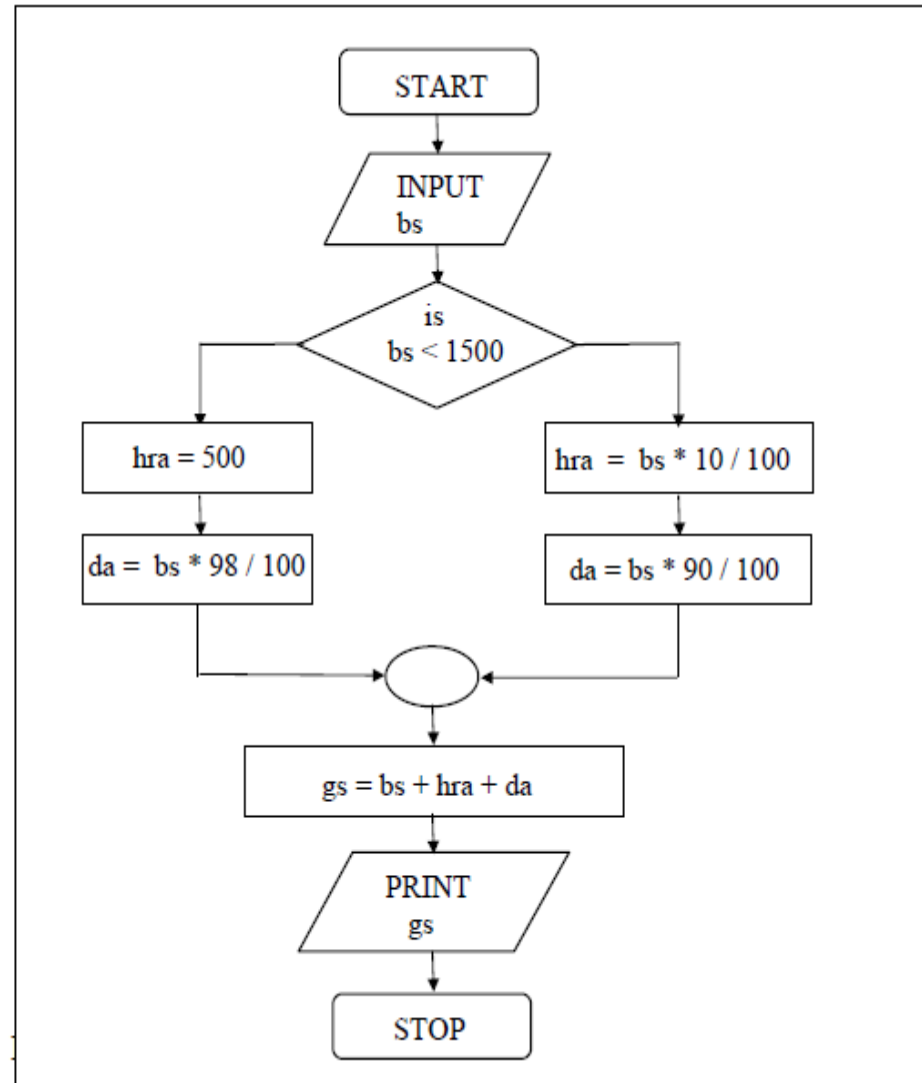 START
INPUT
bs
is
bs < 1500
hra = 500
da = bs * 98 / 100
hra = bs * 10 / 100
da = bs * 90 / 100
gs = bs + hra + da
PRINT
gs
STOP